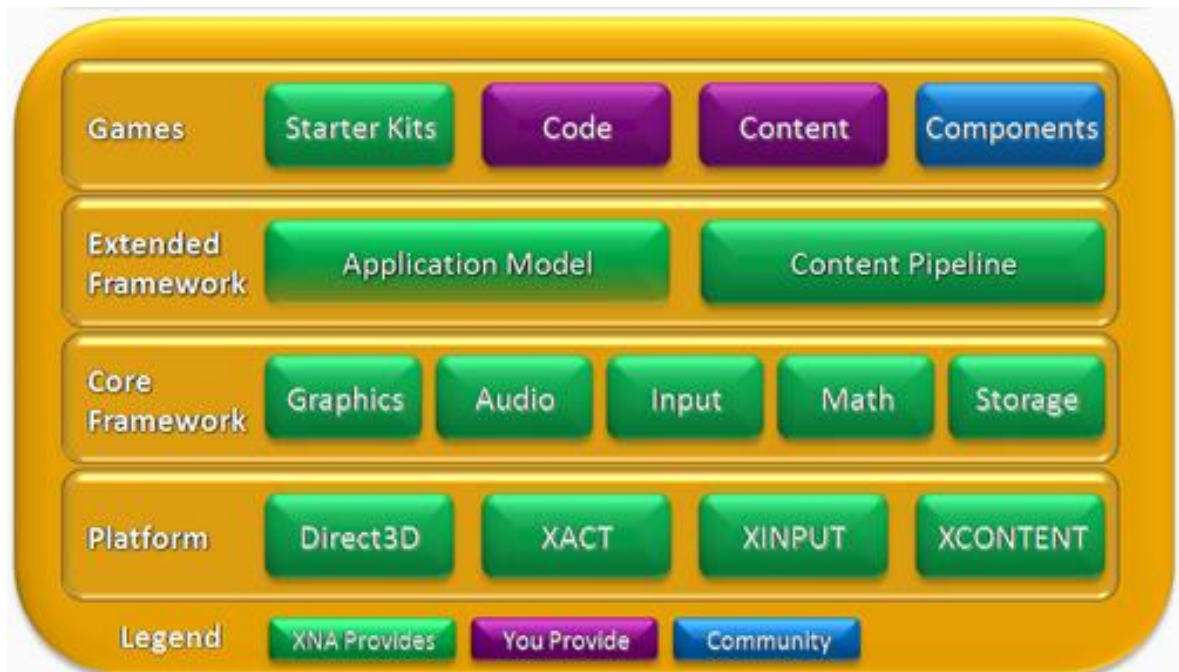 Games
Starter Kits
Code
Content
Components
Extended
Framework
Application Model
Content Pipeline
Core
Framework
Graphics
Audio
Input
Math
Storage
Platform
Direct3D
XACT
XINPUT
XCONTENT
Legend
XNA Provides
You Provide
Community